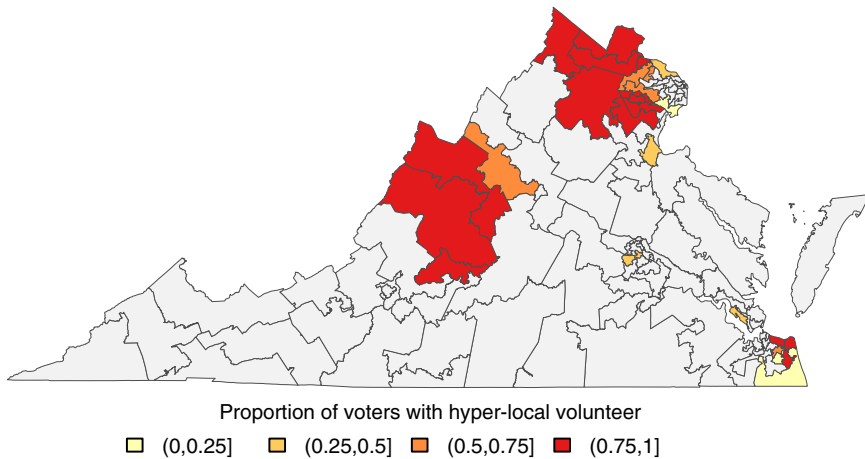 Proportion of voters with hyper-local volunteer
(0,0.25] (0.25,0.5] (0.5,0.75] (0.75,1]